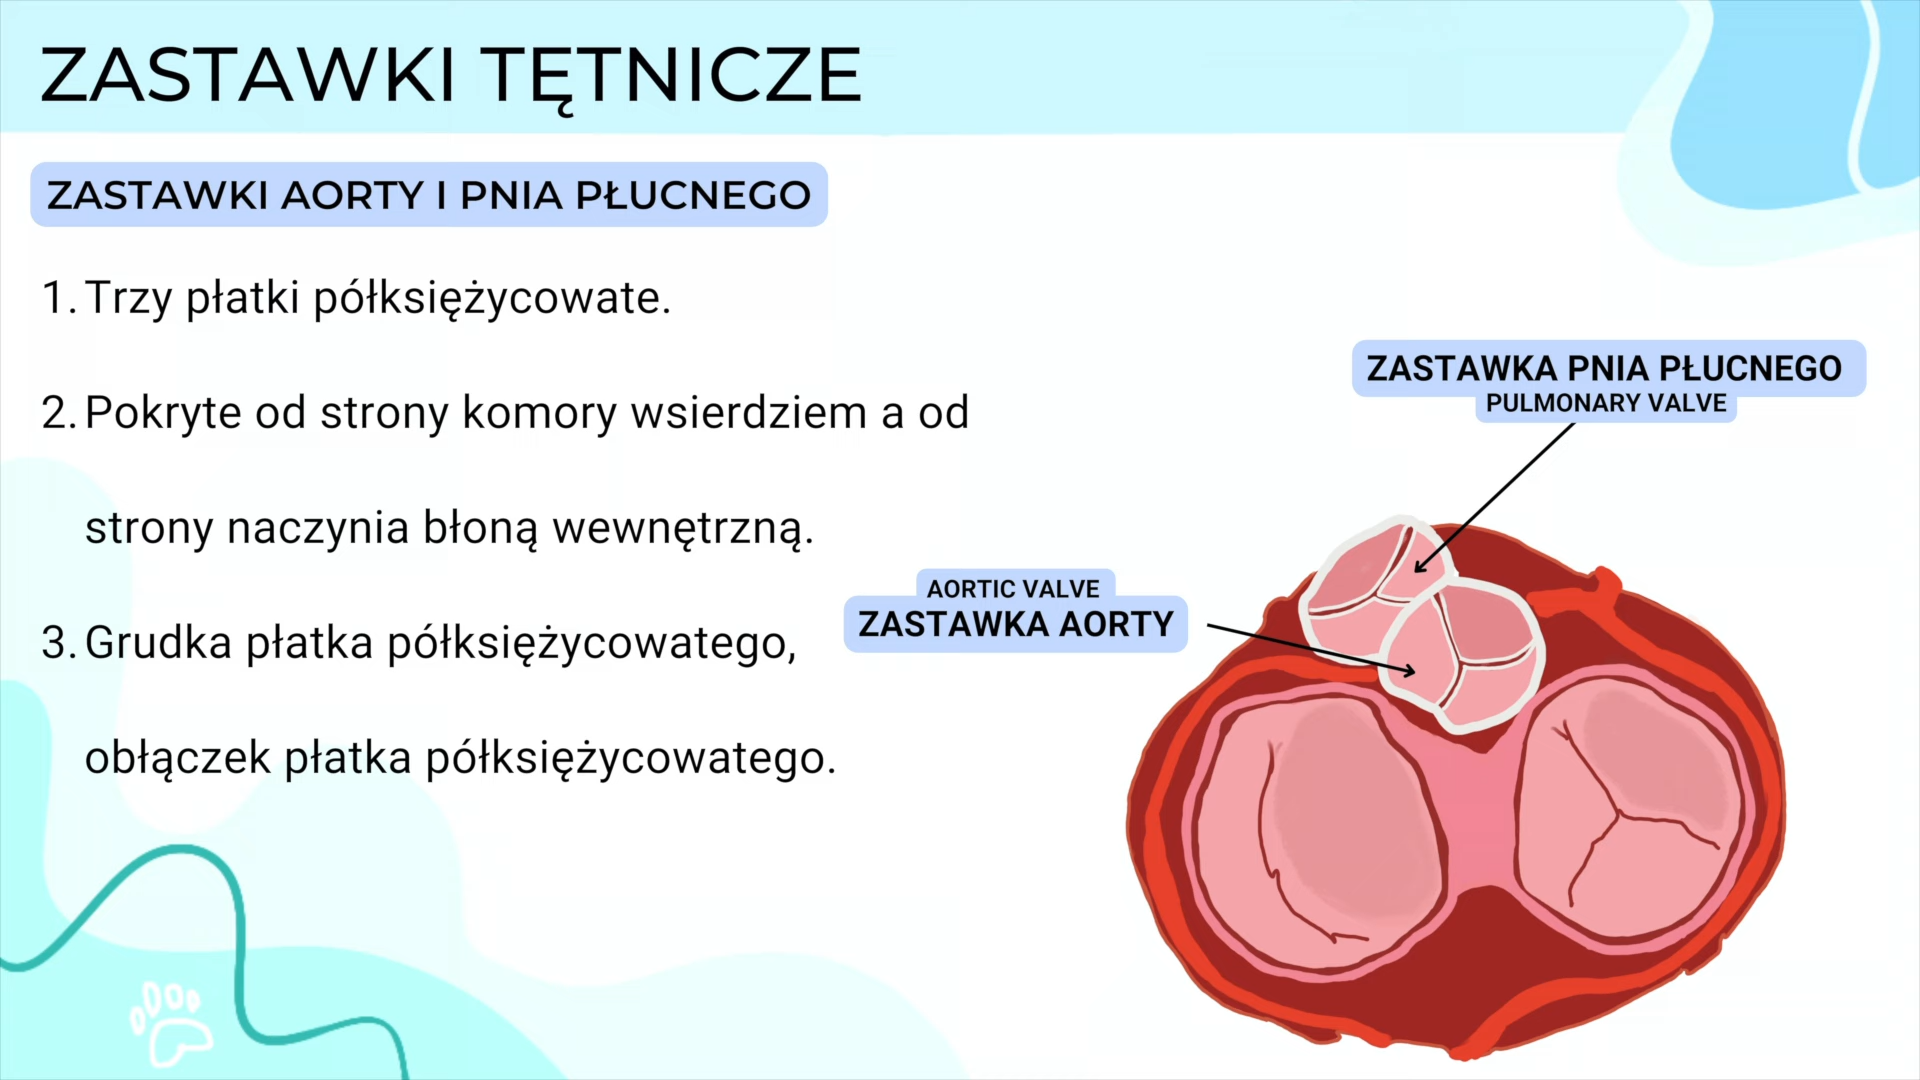 ZASTAWKI TĘTNICZE
ZASTAWKI AORTY I PNIA PŁUCNEGO
1. Trzy płatki półksiężycowate.
2. Pokryte od strony komory wsierdziem a od
strony naczynia błoną wewnętrzną.
3. Grudka płatka półksiężycowatego,
obłączek płatka półksiężycowatego.
ZASTAWKA PNIA PŁUCNEGO
PULMONARY VALVE
AORTIC VALVE
ZASTAWKA AORTY